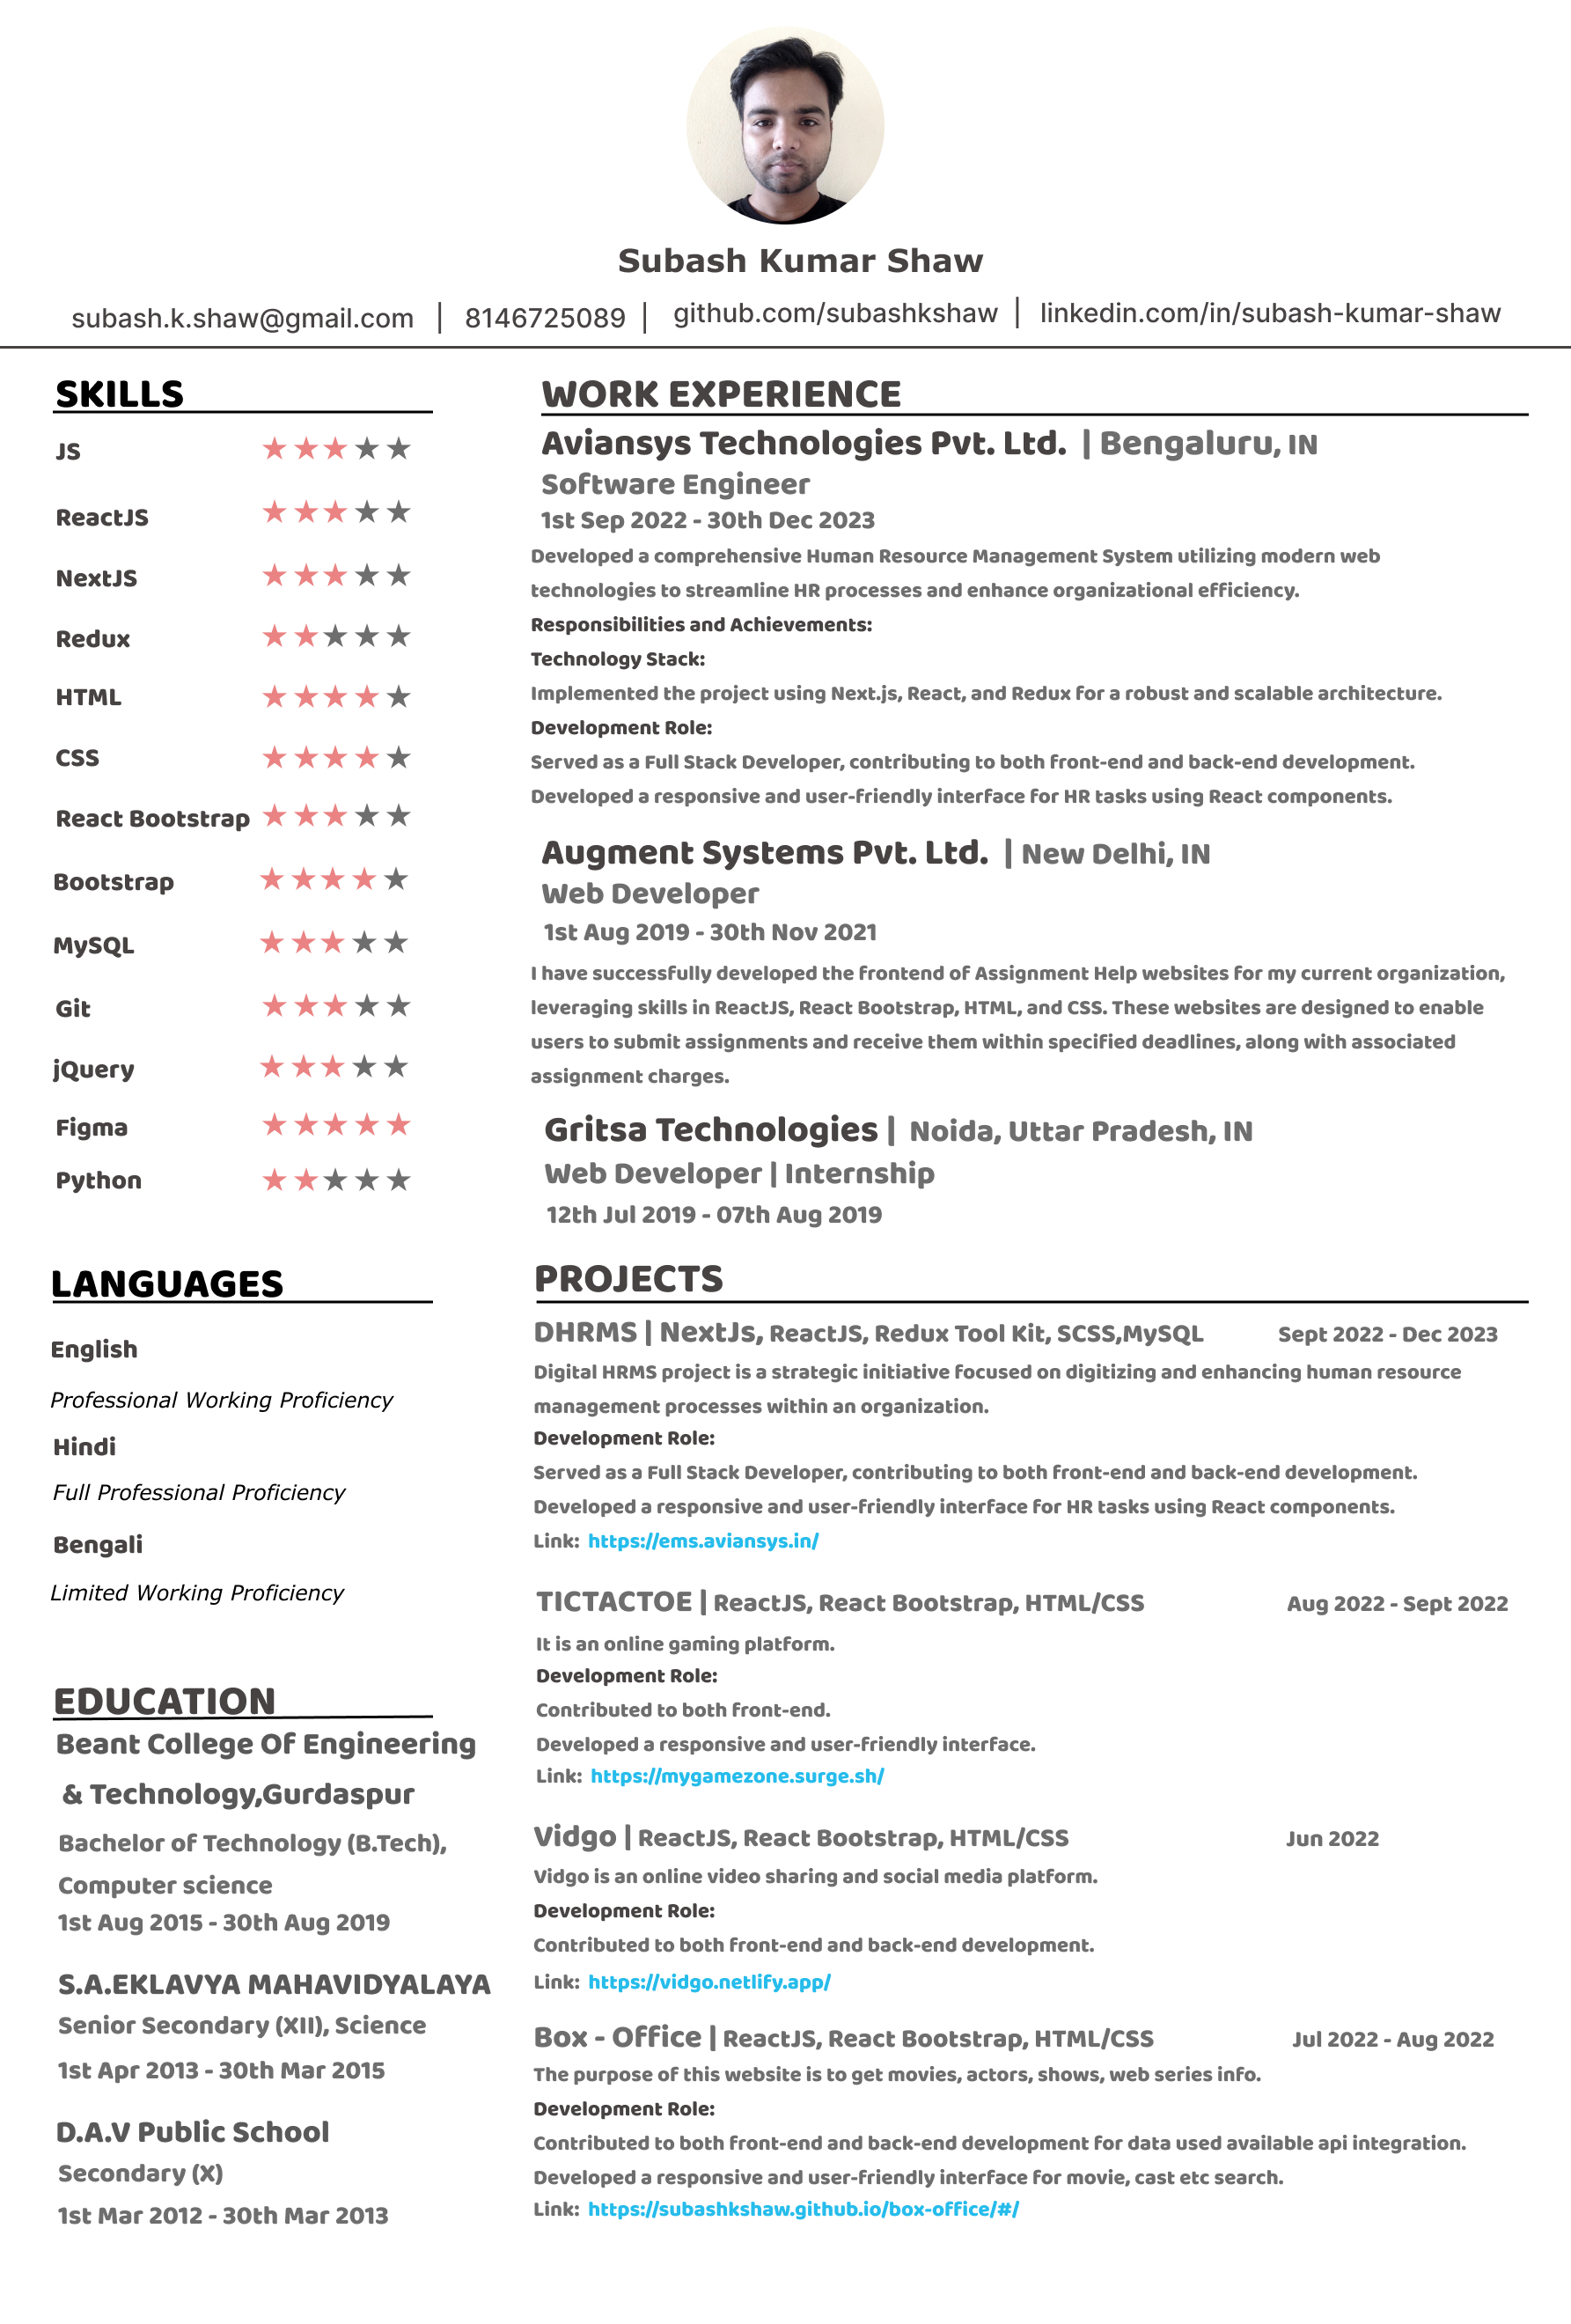 Subash Kumar Shaw
subash.k.shaw@gmail.com | 8146725089 | github.com/subashkshaw | linkedin.com/in/subash-kumar-shaw
SKILLS
JS
ReactJS
NextJS
Redux
HTML
CSS
React Bootstrap
Bootstrap
MySQL
Git
jQuery
Figma
Python
LANGUAGES
English
Professional Working Proficiency
Hindi
Full Professional Proficiency
Bengali
Limited Working Proficiency
EDUCATION
Beant College Of Engineering
& Technology,Gurdaspur
Bachelor of Technology (B.Tech),
Computer science
1st Aug 2015 - 30th Aug 2019
S.A.EKLAVYA MAHAVIDYALAYA
Senior Secondary (XII), Science
1st Apr 2013 - 30th Mar 2015
D.A.V Public School
Secondary (X)
1st Mar 2012 - 30th Mar 2013
WORK EXPERIENCE
Aviansys Technologies Pvt. Ltd. | Bengaluru, IN
Software Engineer
1st Sep 2022 - 30th Dec 2023
Developed a comprehensive Human Resource Management System utilizing modern web
technologies to streamline HR processes and enhance organizational efficiency.
Responsibilities and Achievements:
Technology Stack:
Implemented the project using Next.js, React, and Redux for a robust and scalable architecture.
Development Role:
Served as a Full Stack Developer, contributing to both front-end and back-end development.
Developed a responsive and user-friendly interface for HR tasks using React components.
Augment Systems Pvt. Ltd. | New Delhi, IN
Web Developer
1st Aug 2019 - 30th Nov 2021
I have successfully developed the frontend of Assignment Help websites for my current organization,
leveraging skills in ReactJS, React Bootstrap, HTML, and CSS. These websites are designed to enable
users to submit assignments and receive them within specified deadlines, along with associated
assignment charges.
Gritsa Technologies | Noida, Uttar Pradesh, IN
Web Developer | Internship
12th Jul 2019 - 07th Aug 2019
PROJECTS
DHRMS | NextJs, ReactJS, Redux Tool Kit, SCSS,MySQL Sept 2022 - Dec 2023
Digital HRMS project is a strategic initiative focused on digitizing and enhancing human resource
management processes within an organization.
Development Role:
Served as a Full Stack Developer, contributing to both front-end and back-end development.
Developed a responsive and user-friendly interface for HR tasks using React components.
Link: https://ems.aviansys.in/
TICTACTOE | ReactJS, React Bootstrap, HTML/CSS Aug 2022 - Sept 2022
It is an online gaming platform.
Development Role:
Contributed to both front-end.
Developed a responsive and user-friendly interface.
Link: https://mygamezone.surge.sh/
Vidgo | ReactJS, React Bootstrap, HTML/CSS Jun 2022
Vidgo is an online video sharing and social media platform.
Development Role:
Contributed to both front-end and back-end development.
Link: https://vidgo.netlify.app/
Box - Office | ReactJS, React Bootstrap, HTML/CSS Jul 2022 - Aug 2022
The purpose of this website is to get movies, actors, shows, web series info.
Development Role:
Contributed to both front-end and back-end development for data used available api integration.
Developed a responsive and user-friendly interface for movie, cast etc search.
Link: https://subashkshaw.github.io/box-office/#/